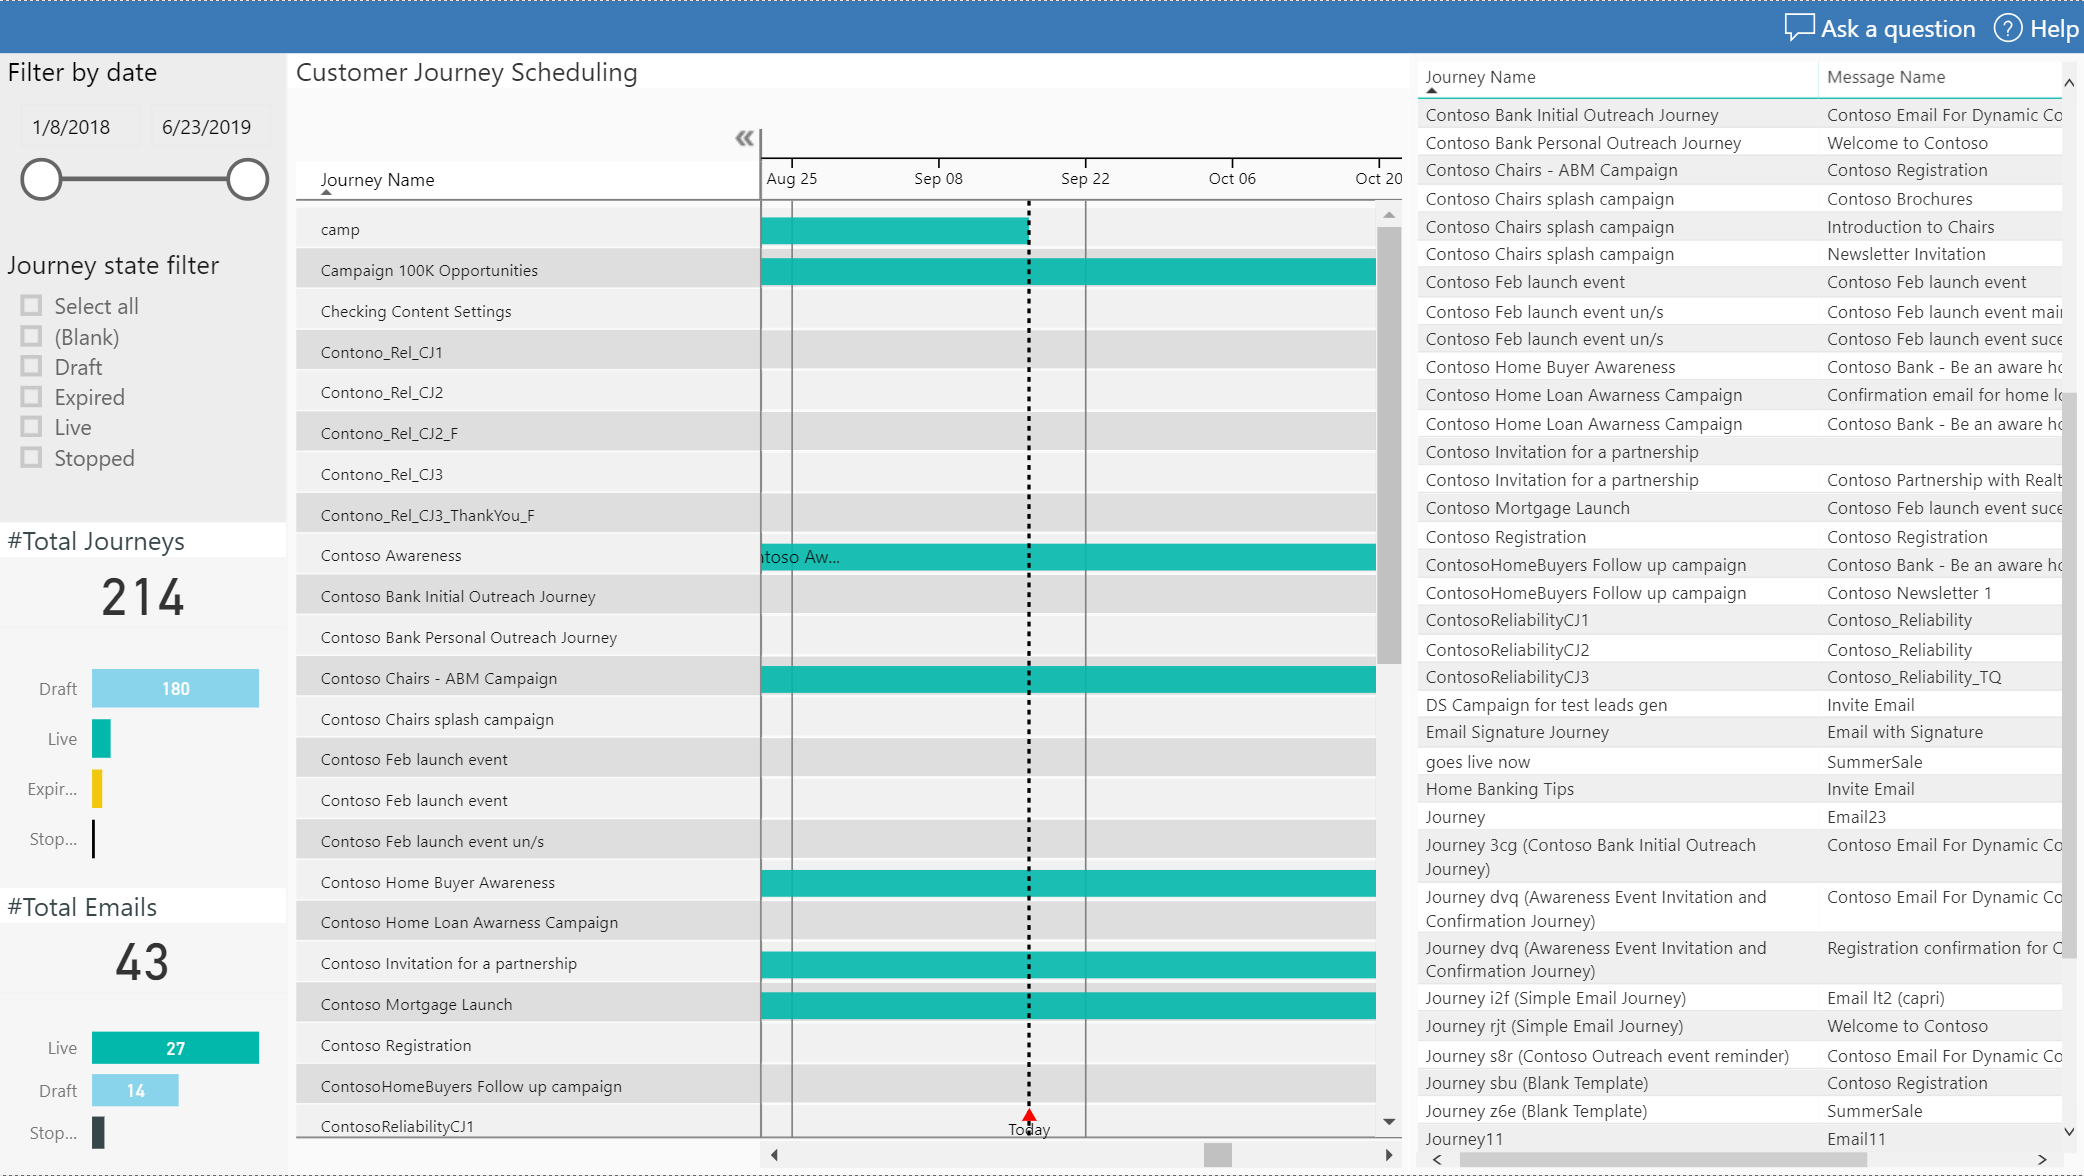 Ask a question
Help
Filter by date
1/8/2018
6/23/2019
Journey state filter
Select all
(Blank)
Draft
Expired
Live
Stopped
#Total Journeys
214
Draft 180
Live
Expir...
Stop...
#Total Emails
43
Live 27
Draft 14
Stop...
Customer Journey Scheduling
Journey Name
Aug 25 Sep 08 Sep 22 Oct 06 Oct 20
camp
Campaign 100K Opportunities
Checking Content Settings
Contono_Rel_CJ1
Contono_Rel_CJ2
Contono_Rel_CJ2_F
Contono_Rel_CJ3
Contono_Rel_CJ3_ThankYou_F
Contoso Awareness
ntoso Aw...
Contoso Bank Initial Outreach Journey
Contoso Bank Personal Outreach Journey
Contoso Chairs - ABM Campaign
Contoso Chairs splash campaign
Contoso Feb launch event
Contoso Feb launch event
Contoso Feb launch event un/s
Contoso Home Buyer Awareness
Contoso Home Loan Awarness Campaign
Contoso Invitation for a partnership
Contoso Mortgage Launch
Contoso Registration
ContosoHomeBuyers Follow up campaign
ContosoReliabilityCJ1
Today
Journey Name Message Name
Contoso Bank Initial Outreach Journey Contoso Email For Dynamic Co
Contoso Bank Personal Outreach Journey Welcome to Contoso
Contoso Chairs - ABM Campaign Contoso Registration
Contoso Chairs splash campaign Contoso Brochures
Contoso Chairs splash campaign Introduction to Chairs
Contoso Chairs splash campaign Newsletter Invitation
Contoso Feb launch event Contoso Feb launch event
Contoso Feb launch event un/s Contoso Feb launch event mai
Contoso Feb launch event un/s Contoso Feb launch event suce
Contoso Home Buyer Awareness Contoso Bank - Be an aware ho
Contoso Home Loan Awarness Campaign Confirmation email for home lo
Contoso Home Loan Awarness Campaign Contoso Bank - Be an aware ho
Contoso Invitation for a partnership
Contoso Invitation for a partnership Contoso Partnership with Realt
Contoso Mortgage Launch Contoso Feb launch event suce
Contoso Registration Contoso Registration
ContosoHomeBuyers Follow up campaign Contoso Bank - Be an aware ho
ContosoHomeBuyers Follow up campaign Contoso Newsletter 1
ContosoReliabilityCJ1 Contoso_Reliability
ContosoReliabilityCJ2 Contoso_Reliability
ContosoReliabilityCJ3 Contoso_Reliability_TQ
DS Campaign for test leads gen Invite Email
Email Signature Journey Email with Signature
goes live now SummerSale
Home Banking Tips Invite Email
Journey Email23
Journey 3cg (Contoso Bank Initial Outreach Contoso Email For Dynamic Co
Journey)
Journey dvq (Awareness Event Invitation and Contoso Email For Dynamic Co
Confirmation Journey)
Journey dvq (Awareness Event Invitation and Registration confirmation for C
Confirmation Journey)
Journey i2f (Simple Email Journey) Email lt2 (capri)
Journey rjt (Simple Email Journey) Welcome to Contoso
Journey s8r (Contoso Outreach event reminder) Contoso Email For Dynamic Co
Journey sbu (Blank Template) Contoso Registration
Journey z6e (Blank Template) SummerSale
Journey11 Email11